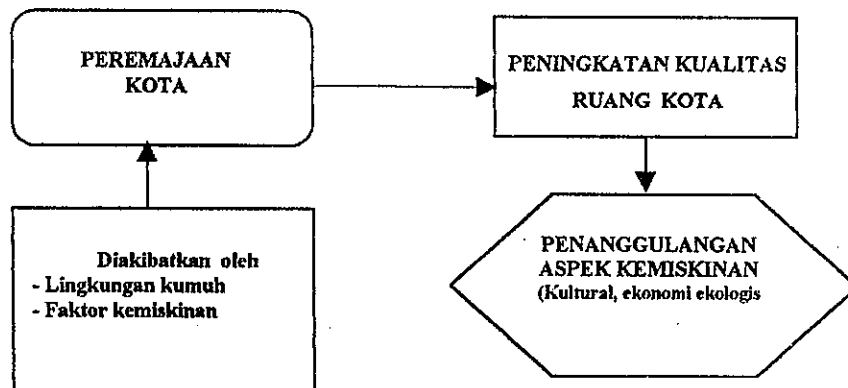 PEREMAJAAN
KOTA
PENINGKATAN KUALITAS
RUANG KOTA
Diakibatkan oleh
- Lingkungan kumuh
- Faktor kemiskinan
PENANGGULANGAN
ASPEK KEMISKINAN
(Kultural, ekonomi ekologis